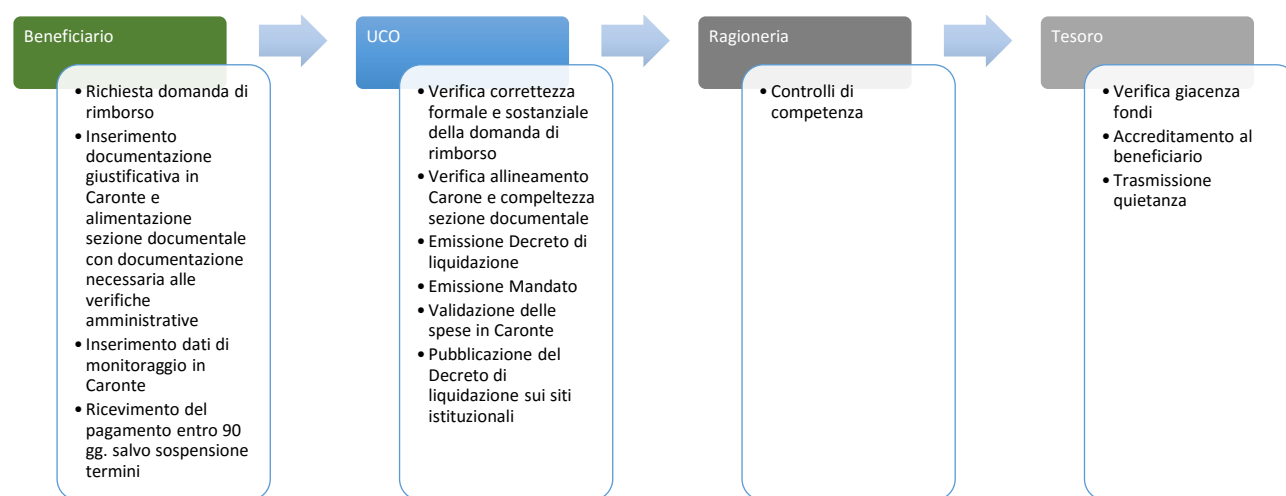 Beneficiario
• Richiesta domanda di
rimborso
• Inserimento
documentazione
giustificativa in
Caronte e
alimentazione
sezione documentale
con documentazione
necessaria alle
verifiche
amministrative
• Inserimento dati di
monitoraggio in
Caronte
• Ricevimento del
pagamento entro 90
gg. salvo sospensione
termini
UCO
• Verifica correttezza
formale e sostanziale
della domanda di
rimborso
• Verifica allineamento
Carone e compeltezza
sezione documentale
• Emissione Decreto di
liquidazione
• Emissione Mandato
• Validazione delle
spese in Caronte
• Pubblicazione del
Decreto di
liquidazione sui siti
istituzionali
Ragioneria
• Controlli di
competenza
Tesoro
• Verifica giacenza
fondi
• Accreditamento al
beneficiario
• Trasmissione
quietanza